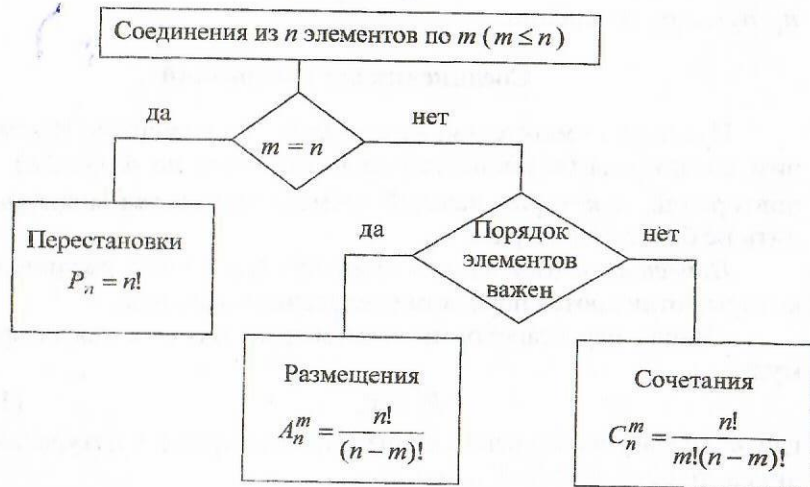 Соединения из n элементов по m (m ≤ n)
да
нет
m = n
Перестановки
Pₙ = n!
да
Порядок
элементов
важен
нет
Размещения
Aₙᵐ = n! / (n − m)!
Сочетания
Cₙᵐ = n! / m!(n − m)!